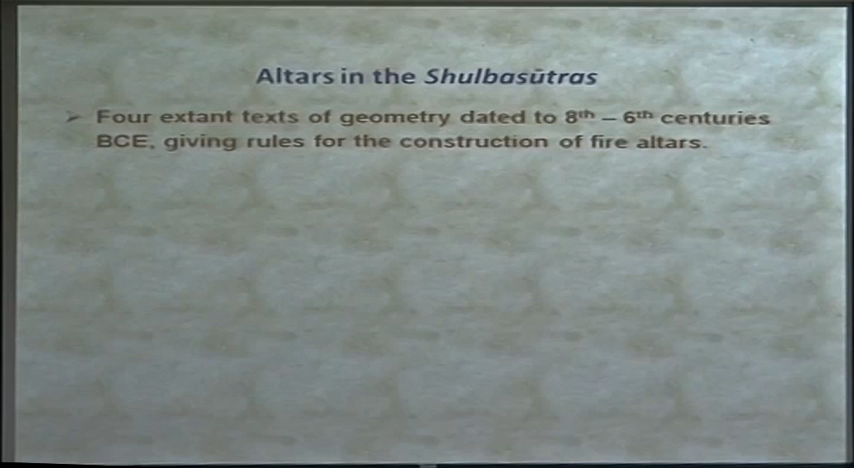 Altars in the Shulbasūtras
➢ Four extant texts of geometry dated to 8th – 6th centuries
BCE, giving rules for the construction of fire altars.